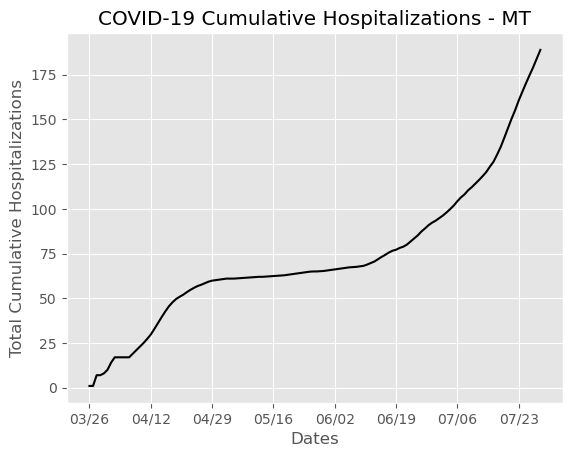 COVID-19 Cumulative Hospitalizations - MT
Total Cumulative Hospitalizations
175
150
125
100
75
50
25
0
03/26 04/12 04/29 05/16 06/02 06/19 07/06 07/23
Dates